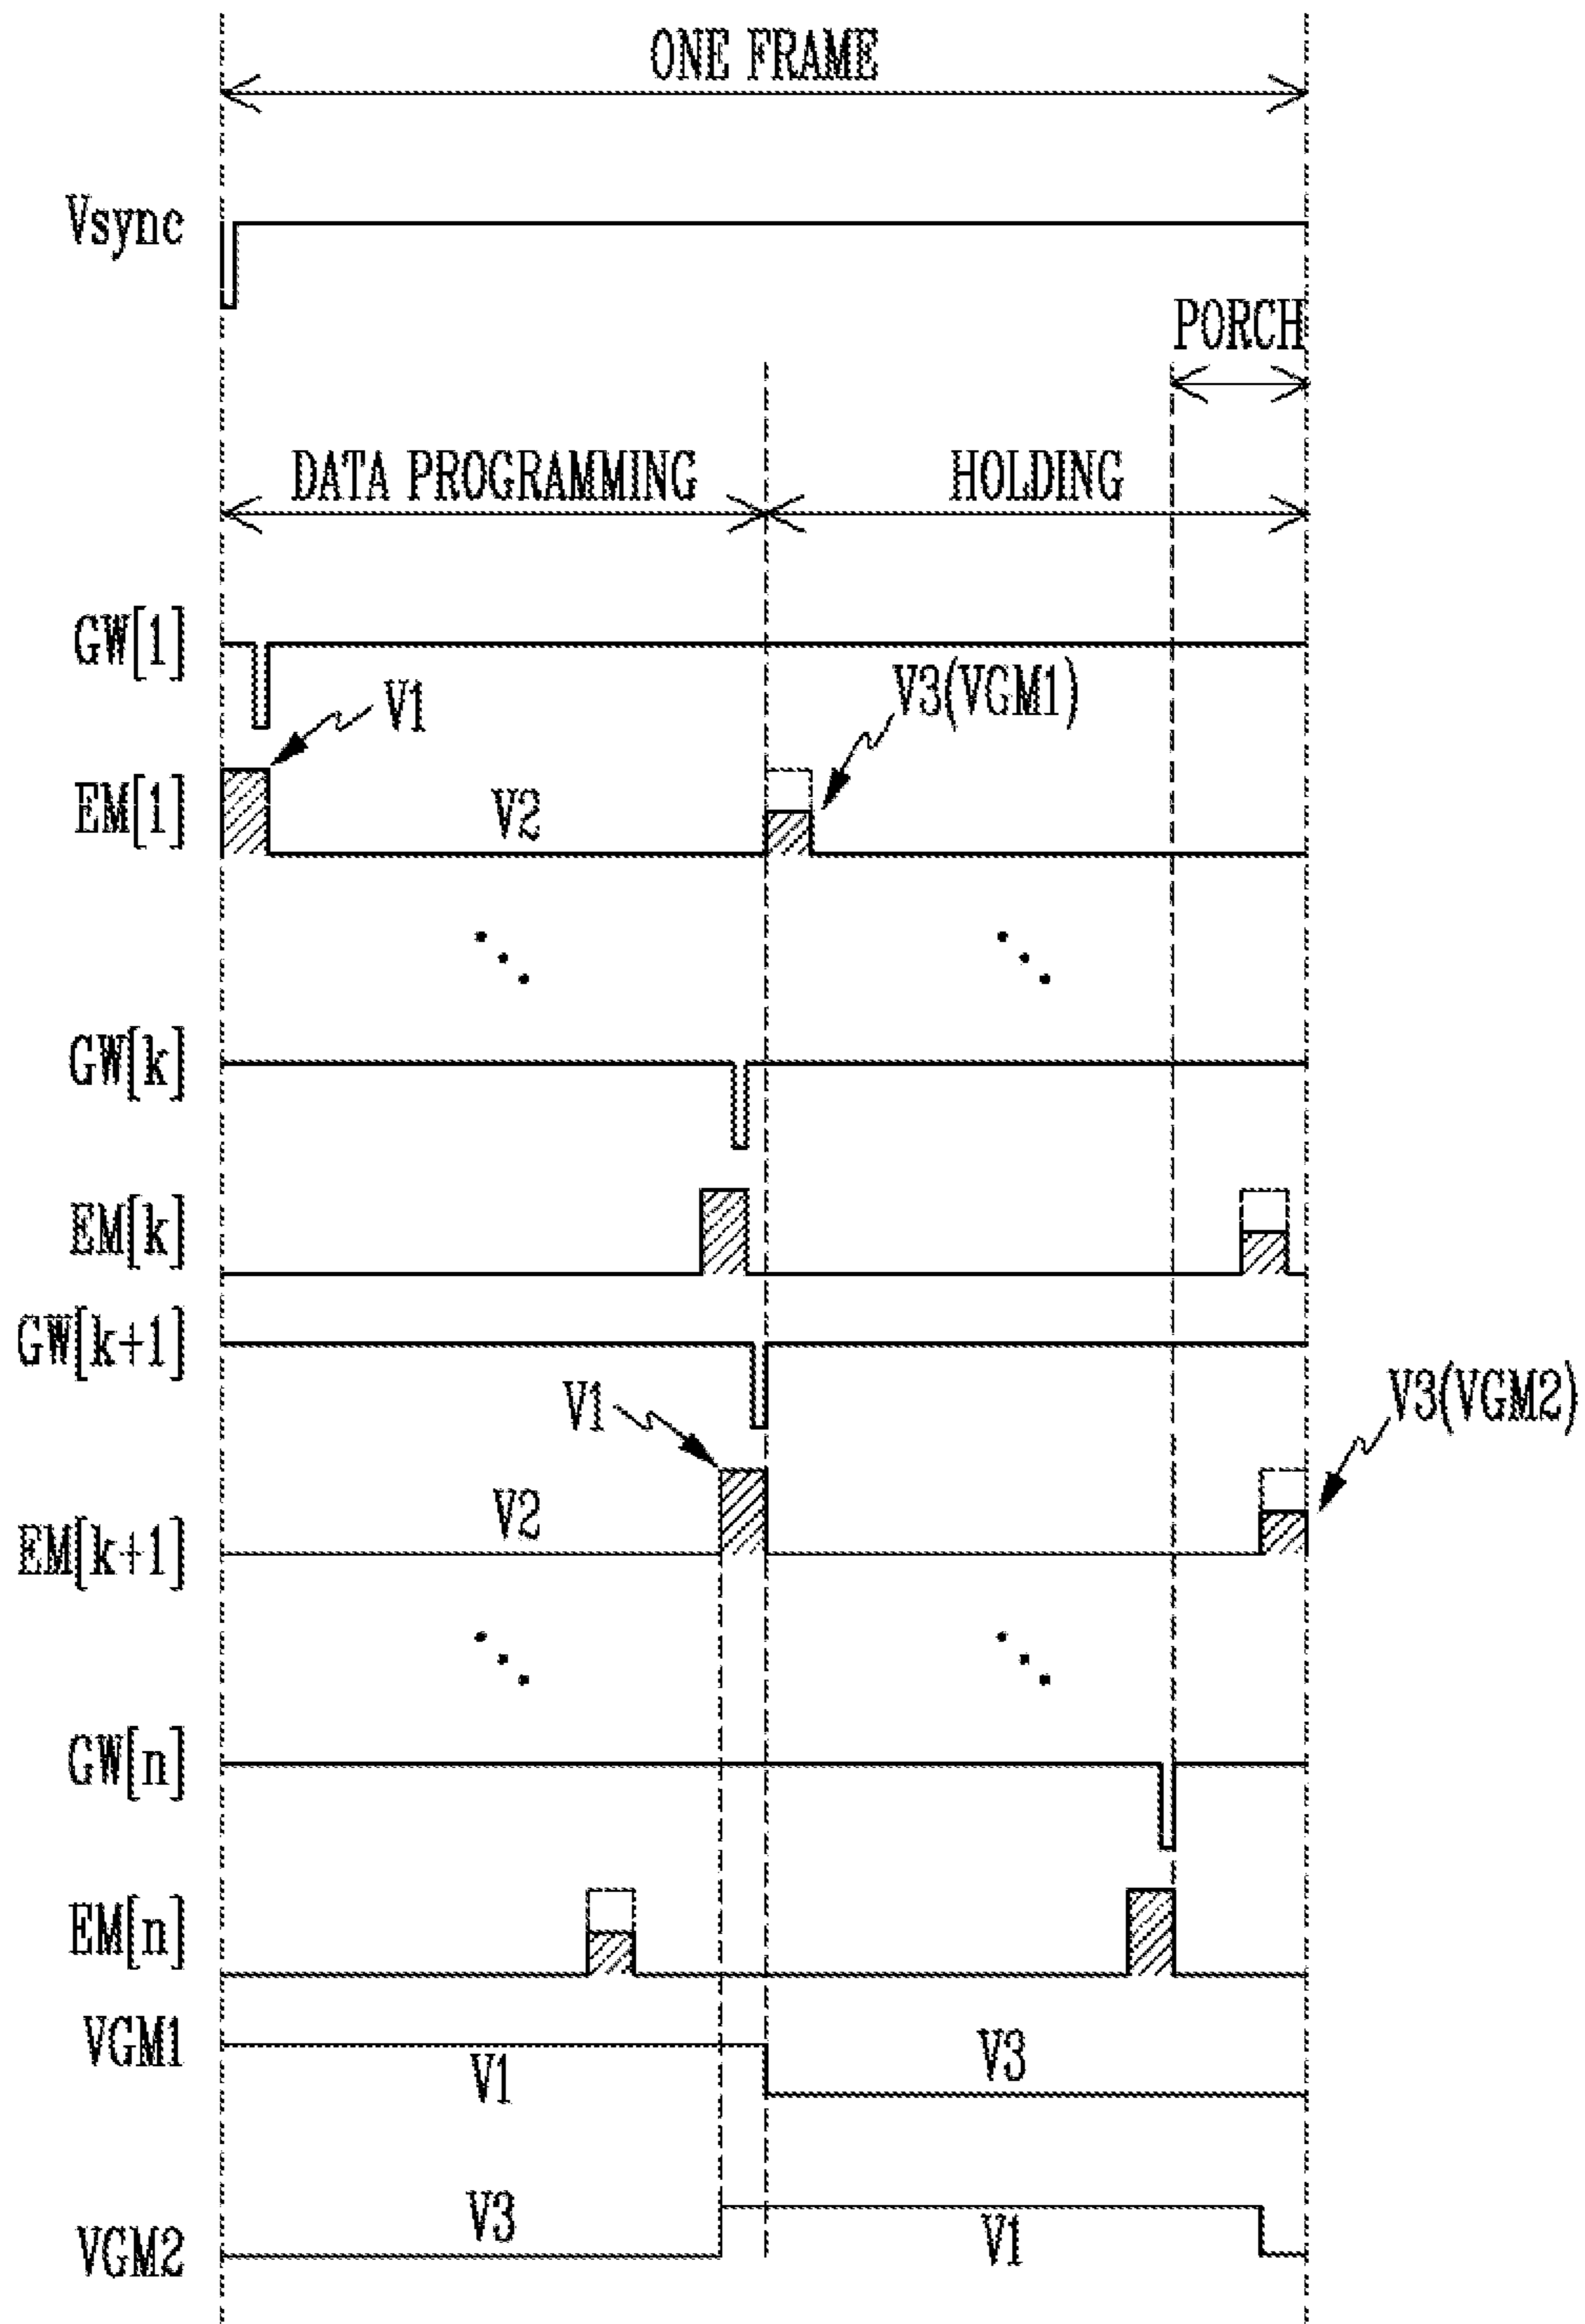 ONE FRAME
Vsync
PORCH
DATA PROGRAMMING HOLDING
GW[1]
V1 V3(VGM1)
EM[1] V2
GW[k]
EM[k]
GW[k+1]
V1 V3(VGM2)
EM[k+1] V2
GW[n]
EM[n]
VGM1 V1 V3
VGM2 V3 V1